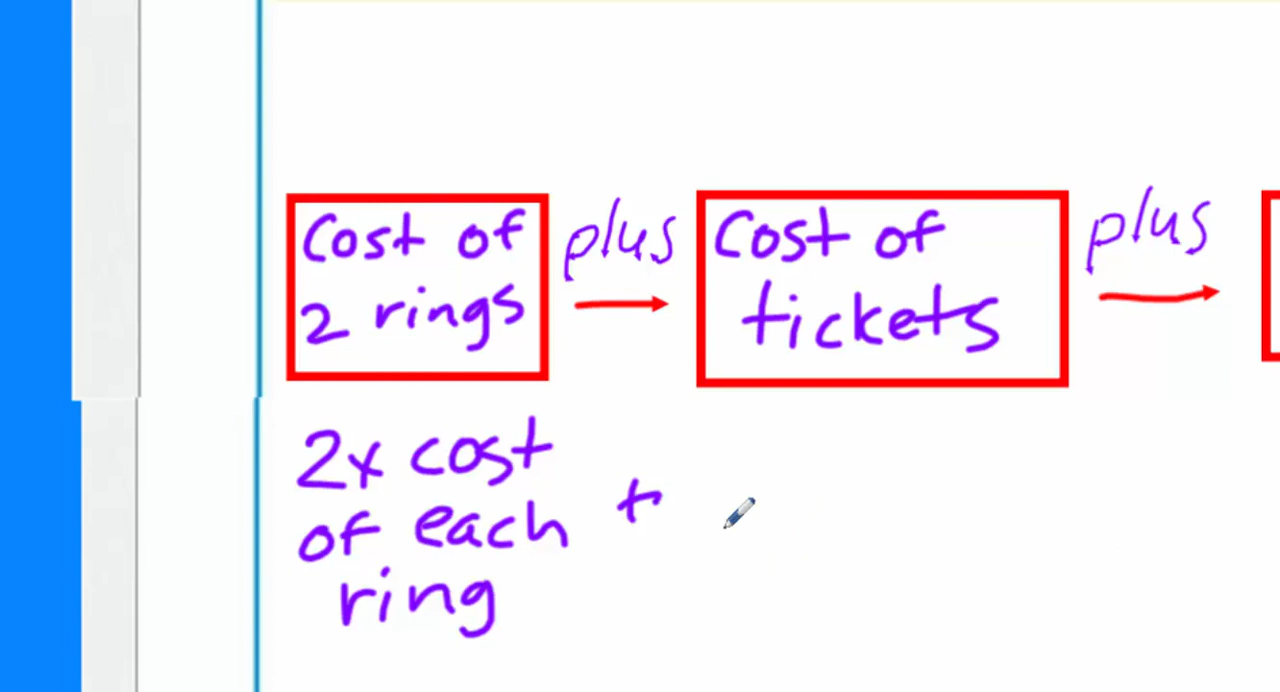 Cost of
2 rings
plus
Cost of
tickets
plus
2x cost
of each
ring
+